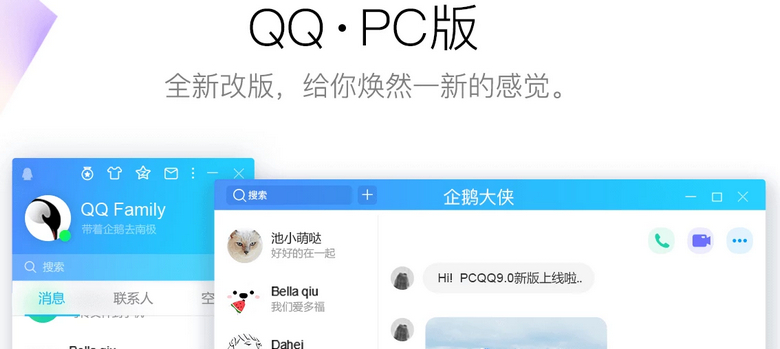 QQ·PC版
全新改版，给你焕然一新的感觉。
QQ Family
带着企鹅去南极
搜索
消息 联系人 空
Bella qiu
搜索
企鹅大侠
池小萌哒
好好的在一起
Bella qiu
我们爱多福
Dahei
Hi! PCQQ9.0新版上线啦..